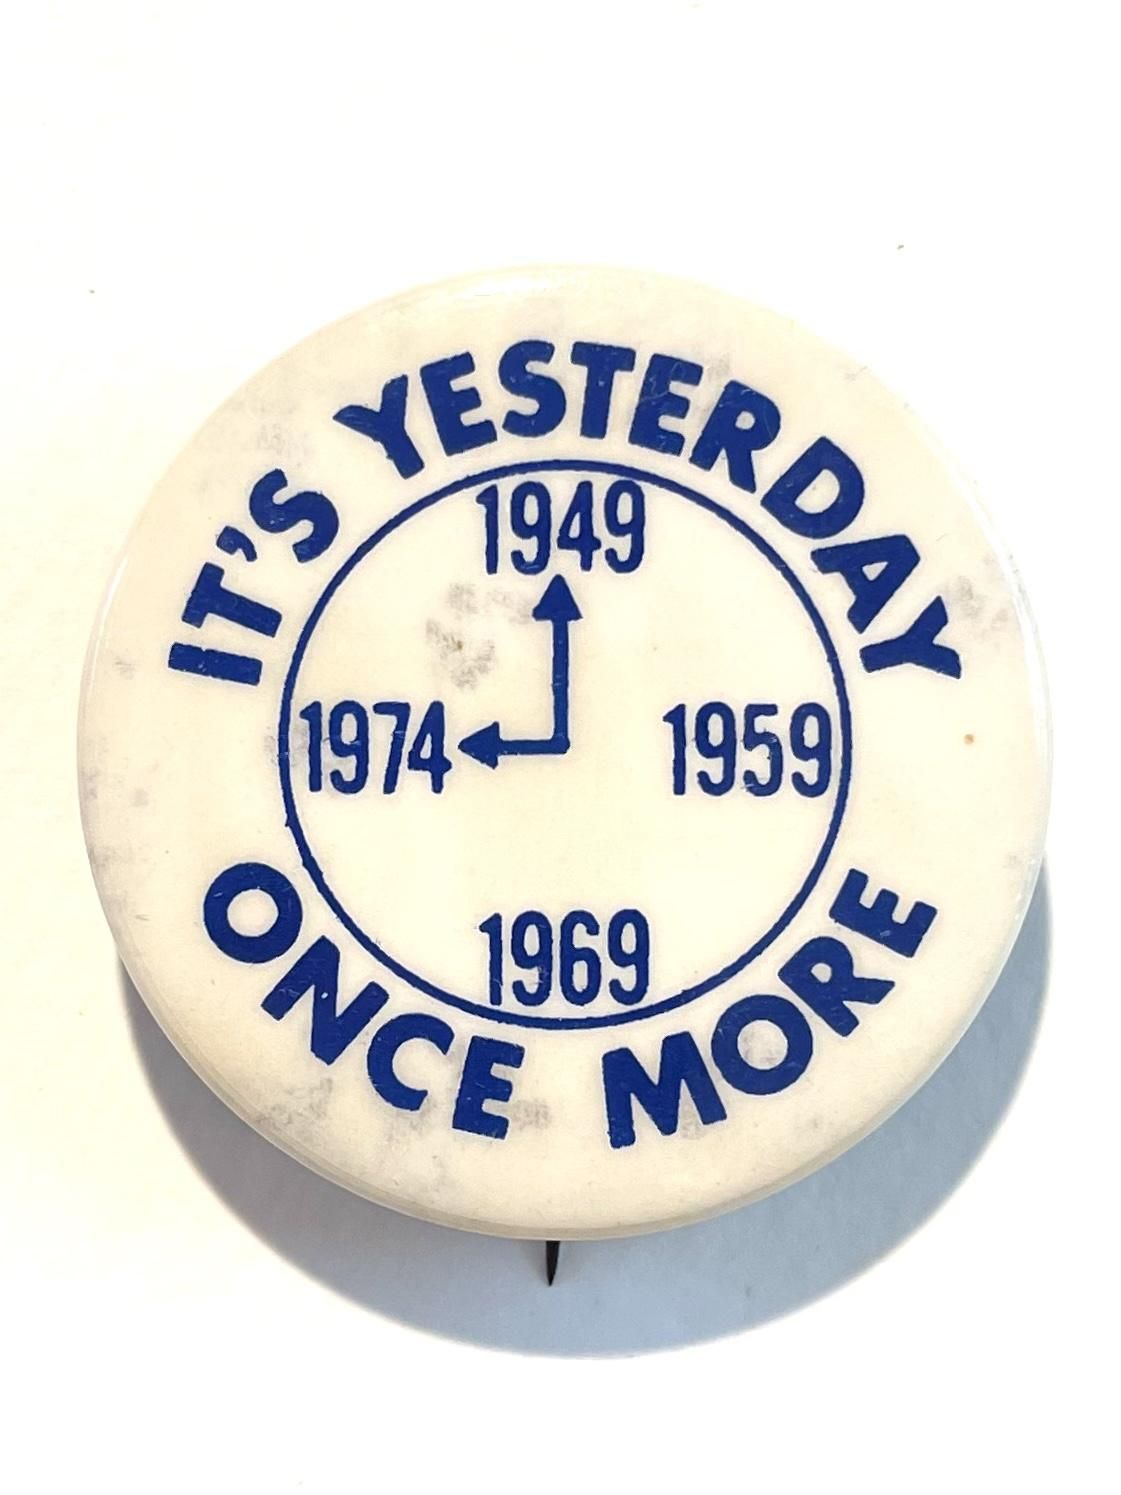 IT'S YESTERDAY
1949
1974 1959
1969
ONCE MORE